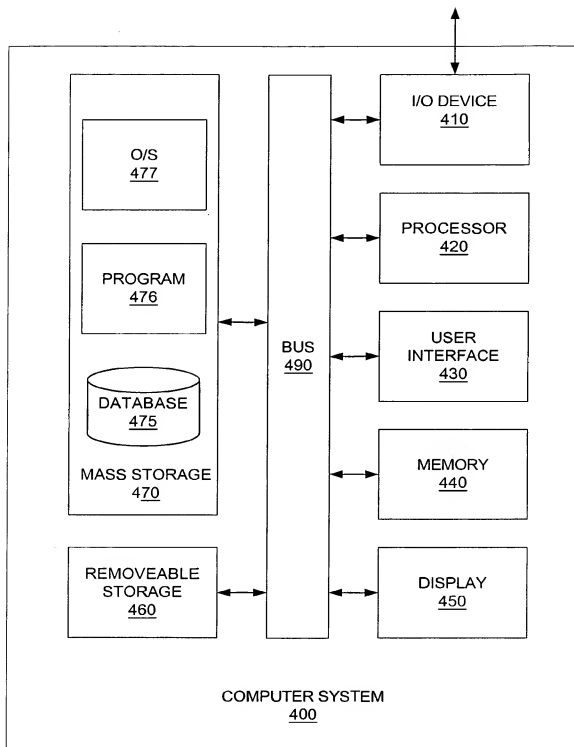 I/O DEVICE
410
O/S
477
PROCESSOR
420
PROGRAM
476
BUS
490
USER
INTERFACE
430
DATABASE
475
MASS STORAGE
470
MEMORY
440
REMOVEABLE
STORAGE
460
DISPLAY
450
COMPUTER SYSTEM
400